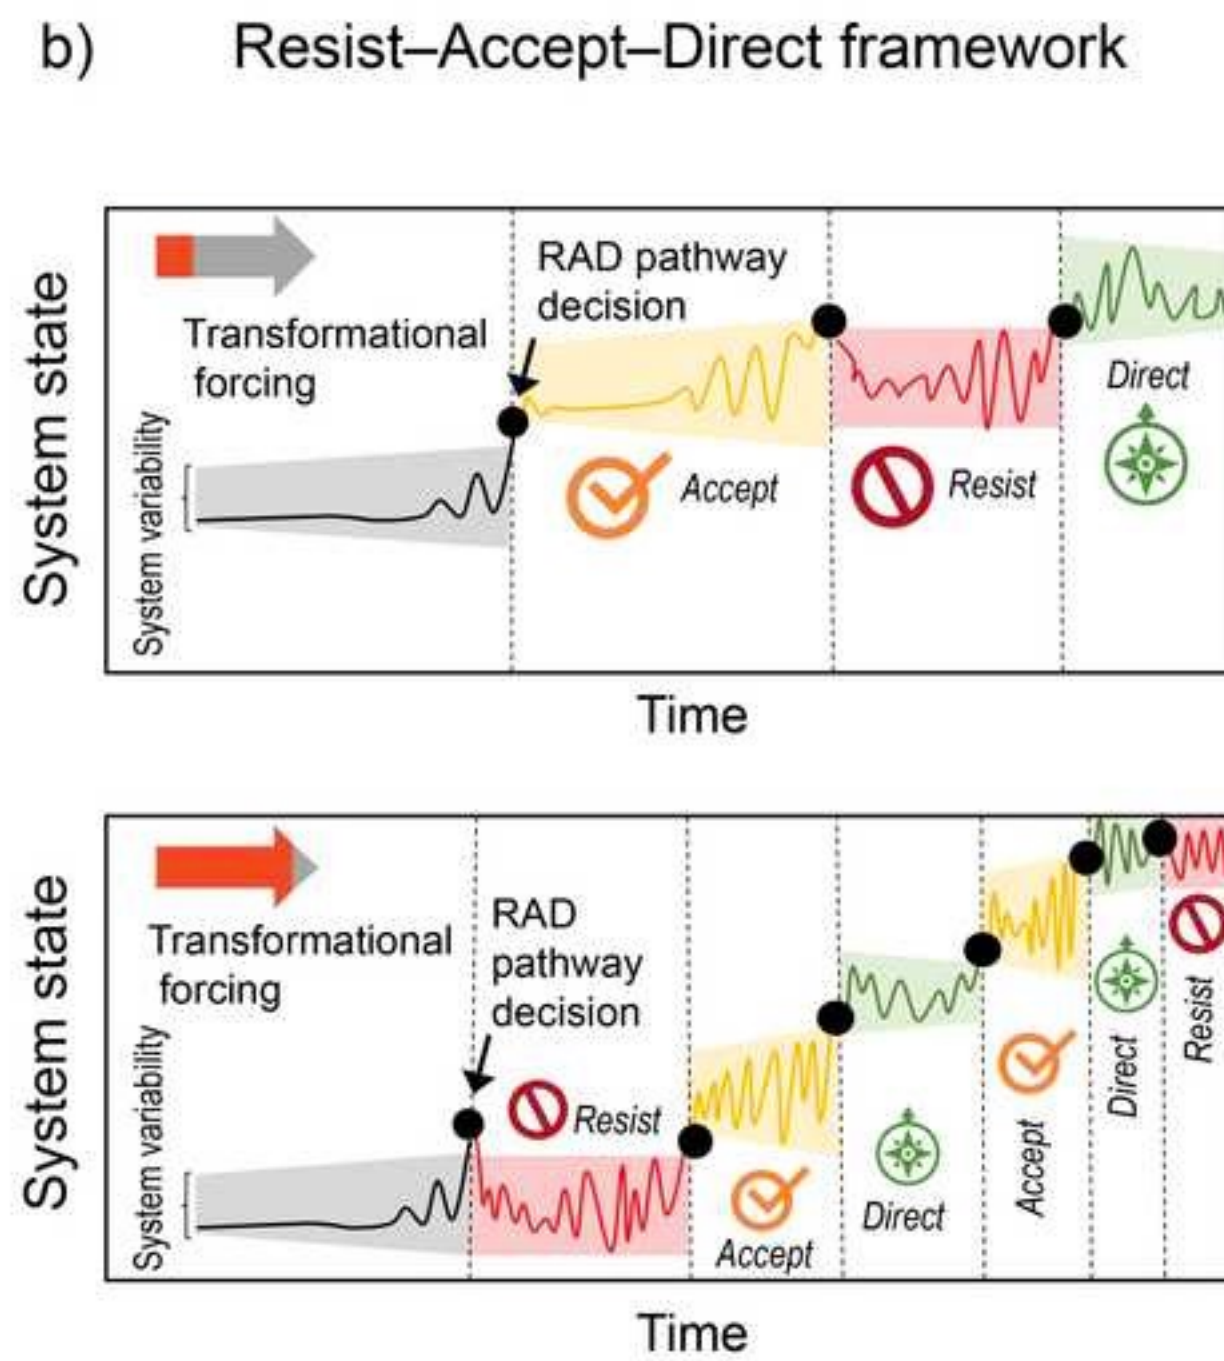 b) Resist–Accept–Direct framework
System state
Transformational
forcing
System variability
RAD pathway
decision
Accept
Resist
Direct
Time
System state
Transformational
forcing
System variability
RAD
pathway
decision
Resist
Accept
Direct
Accept
Direct
Resist
Time